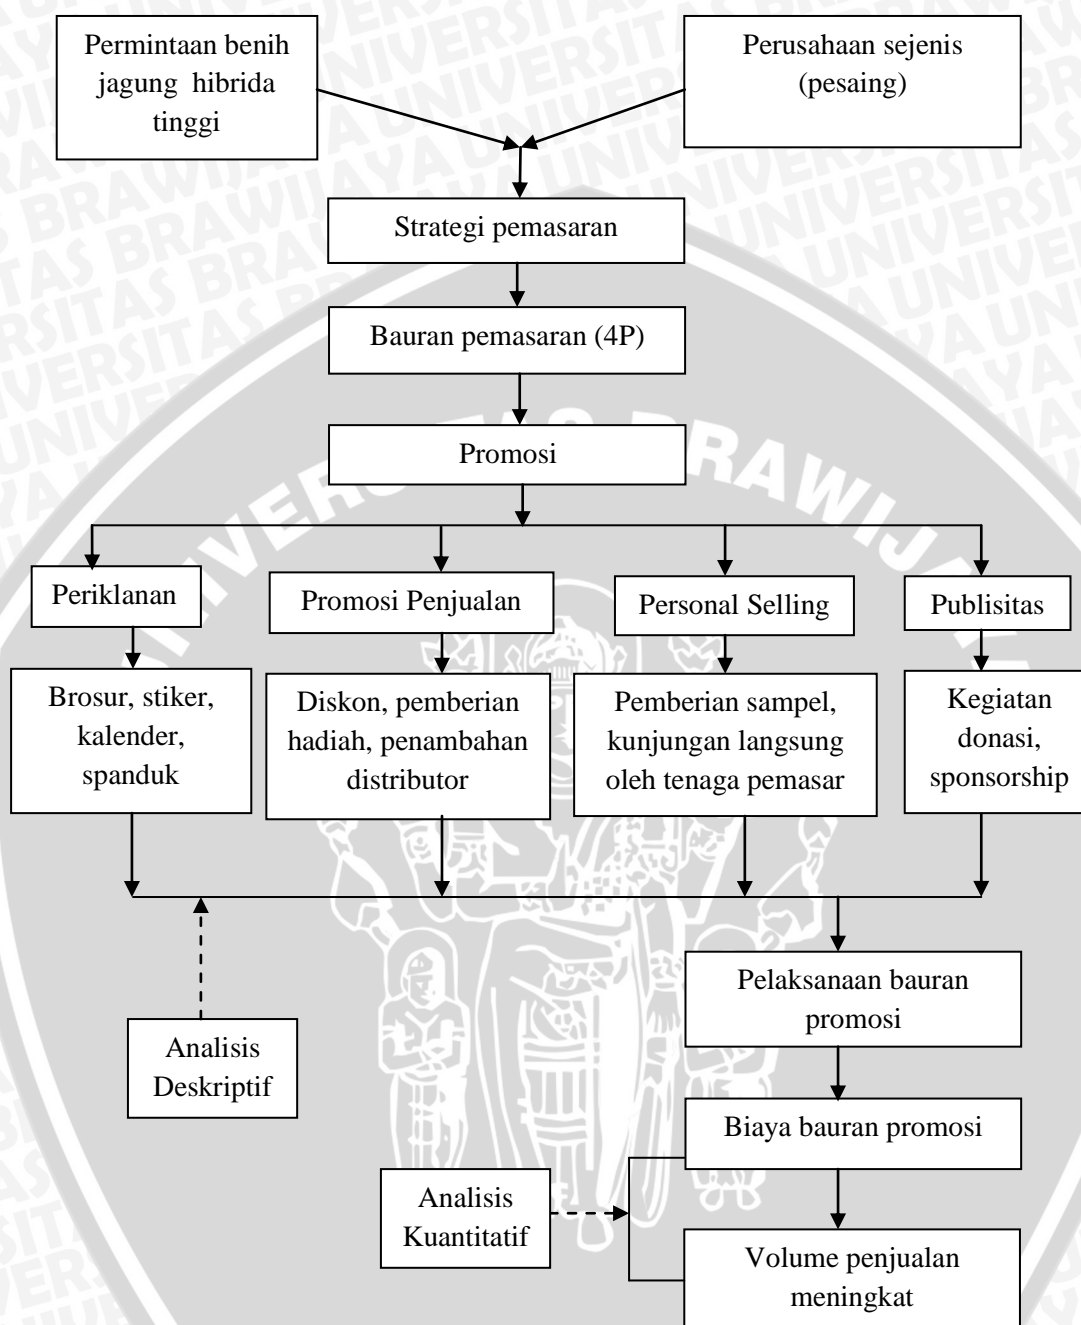 Permintaan benih
jagung hibrida
tinggi
Perusahaan sejenis
(pesaing)
Strategi pemasaran
Bauran pemasaran (4P)
Promosi
Periklanan
Promosi Penjualan
Personal Selling
Publisitas
Brosur, stiker,
kalender,
spanduk
Diskon, pemberian
hadiah, penambahan
distributor
Pemberian sampel,
kunjungan langsung
oleh tenaga pemasar
Kegiatan
donasi,
sponsorship
Pelaksanaan bauran
promosi
Analisis
Deskriptif
Biaya bauran promosi
Analisis
Kuantitatif
Volume penjualan
meningkat
UNIVERSITAS BRAWIJAYA